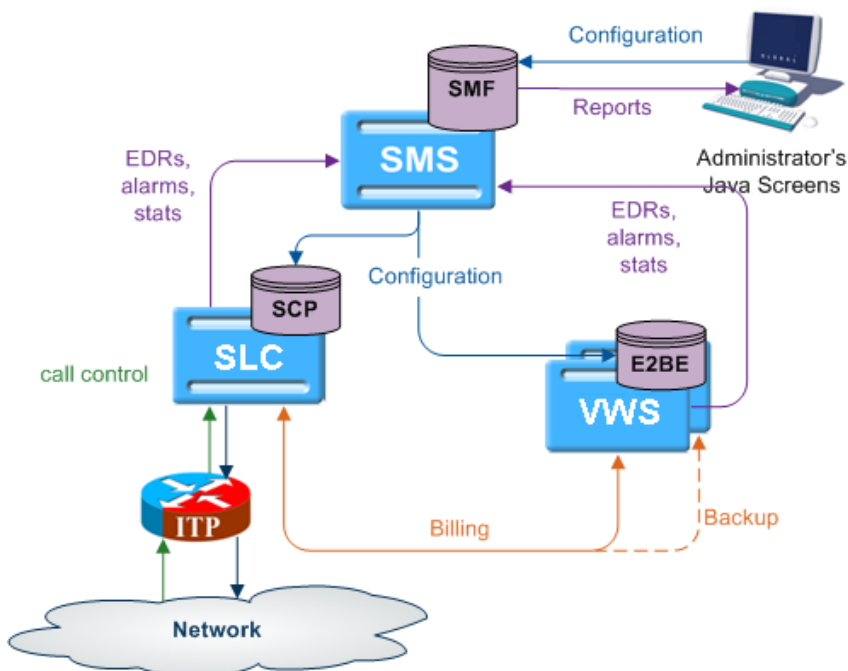 Configuration
SMF
Reports
GLOBAL
SMS
Administrator's
Java Screens
EDRs,
alarms,
stats
EDRs,
alarms,
stats
Configuration
SCP
SLC
E2BE
VWS
call control
ITP
Billing
Backup
Network